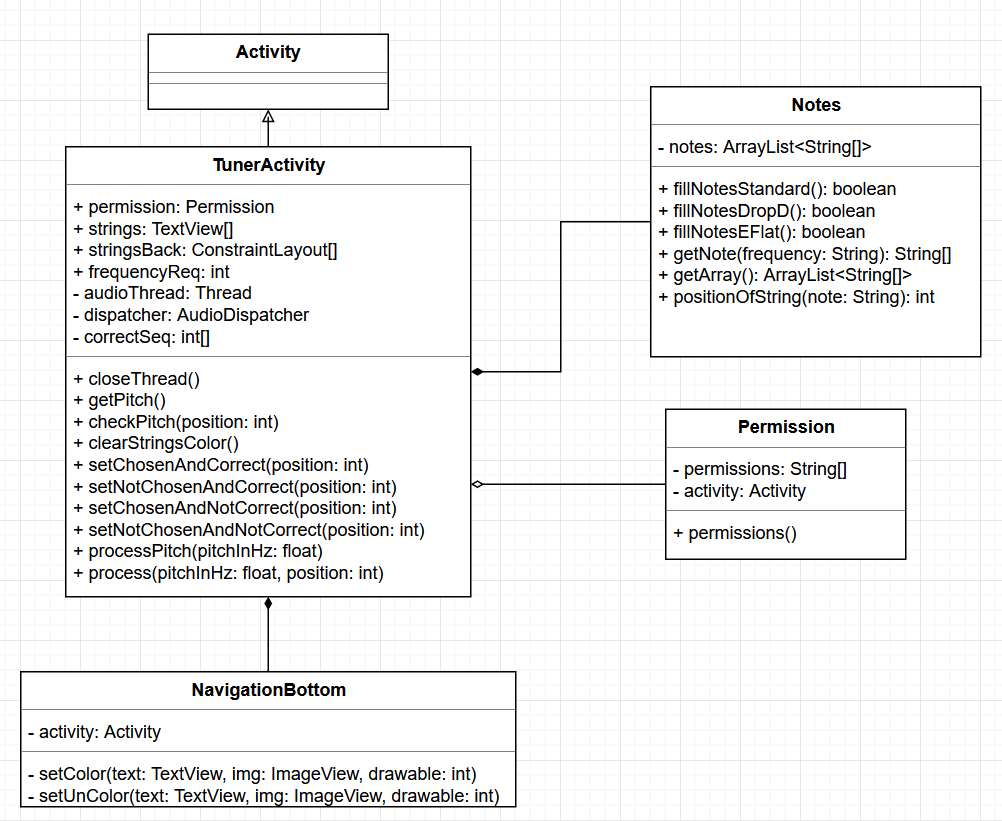 Activity
TunerActivity
+ permission: Permission
+ strings: TextView[]
+ stringsBack: ConstraintLayout[]
+ frequencyReq: int
- audioThread: Thread
- dispatcher: AudioDispatcher
- correctSeq: int[]
+ closeThread()
+ getPitch()
+ checkPitch(position: int)
+ clearStringsColor()
+ setChosenAndCorrect(position: int)
+ setNotChosenAndCorrect(position: int)
+ setChosenAndNotCorrect(position: int)
+ setNotChosenAndNotCorrect(position: int)
+ processPitch(pitchInHz: float)
+ process(pitchInHz: float, position: int)
Notes
- notes: ArrayList<String[]>
+ fillNotesStandard(): boolean
+ fillNotesDropD(): boolean
+ fillNotesEFlat(): boolean
+ getNote(frequency: String): String[]
+ getArray(): ArrayList<String[]>
+ positionOfString(note: String): int
Permission
- permissions: String[]
- activity: Activity
+ permissions()
NavigationBottom
- activity: Activity
- setColor(text: TextView, img: ImageView, drawable: int)
- setUnColor(text: TextView, img: ImageView, drawable: int)